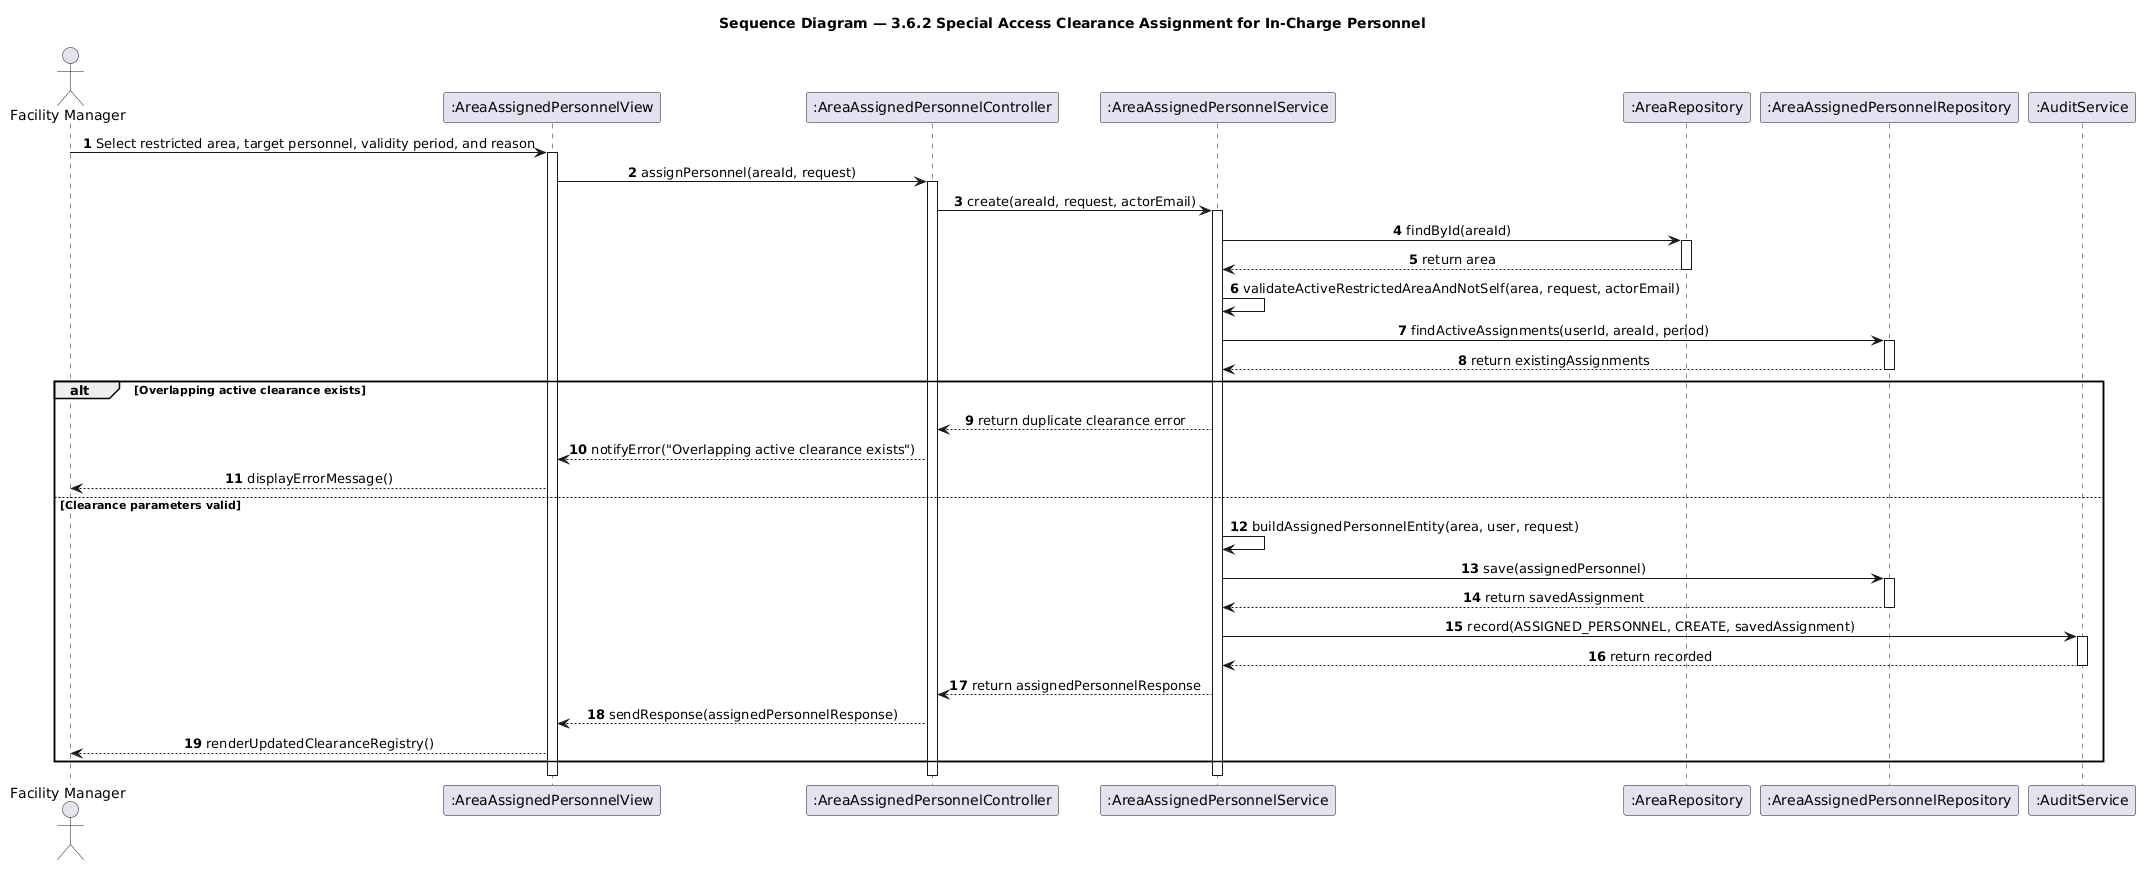 Sequence Diagram — 3.6.2 Special Access Clearance Assignment for In-Charge Personnel
Facility Manager
:AreaAssignedPersonnelView
:AreaAssignedPersonnelController
:AreaAssignedPersonnelService
:AreaRepository
:AreaAssignedPersonnelRepository
:AuditService
1 Select restricted area, target personnel, validity period, and reason
2 assignPersonnel(areaId, request)
3 create(areaId, request, actorEmail)
4 findById(areaId)
5 return area
6 validateActiveRestrictedAreaAndNotSelf(area, request, actorEmail)
7 findActiveAssignments(userId, areaId, period)
8 return existingAssignments
alt [Overlapping active clearance exists]
9 return duplicate clearance error
10 notifyError("Overlapping active clearance exists")
11 displayErrorMessage()
[Clearance parameters valid]
12 buildAssignedPersonnelEntity(area, user, request)
13 save(assignedPersonnel)
14 return savedAssignment
15 record(ASSIGNED_PERSONNEL, CREATE, savedAssignment)
16 return recorded
17 return assignedPersonnelResponse
18 sendResponse(assignedPersonnelResponse)
19 renderUpdatedClearanceRegistry()
Facility Manager
:AreaAssignedPersonnelView
:AreaAssignedPersonnelController
:AreaAssignedPersonnelService
:AreaRepository
:AreaAssignedPersonnelRepository
:AuditService